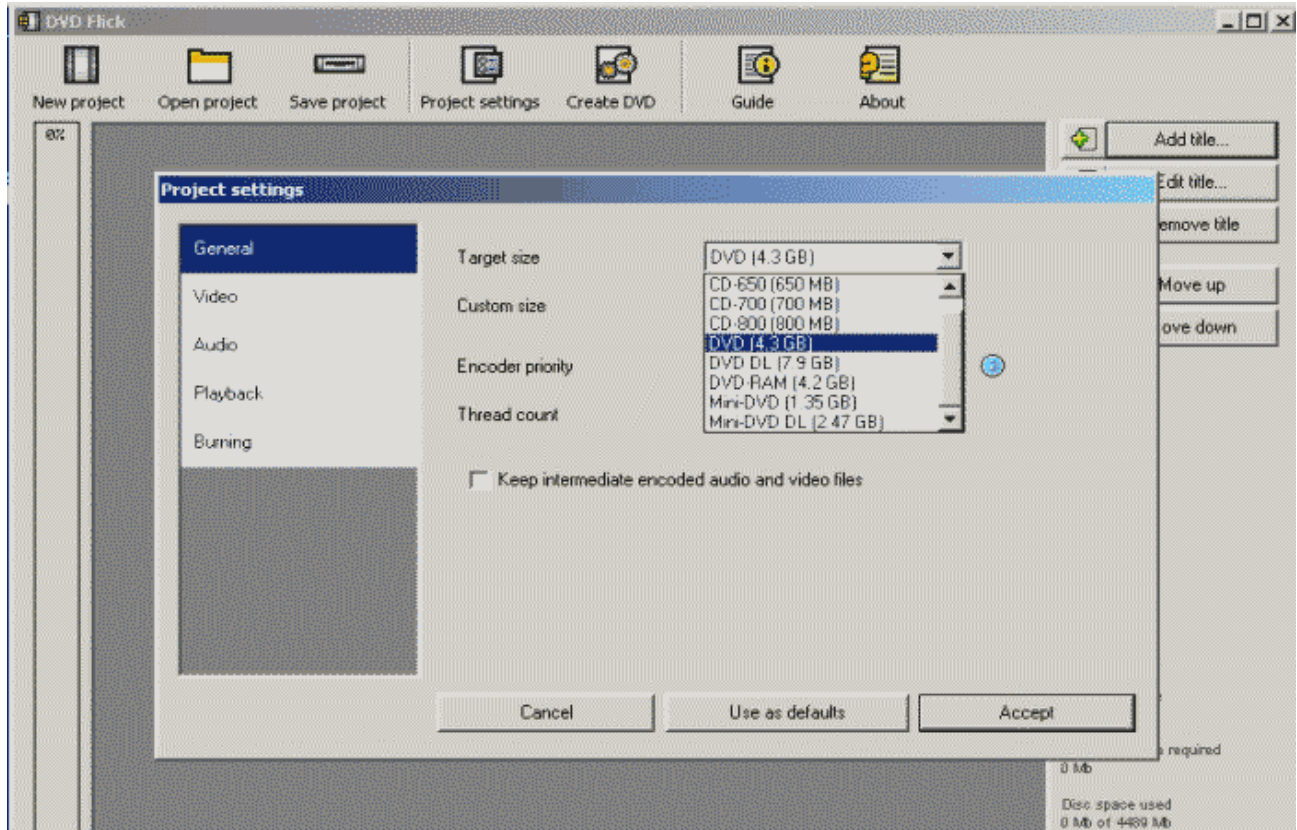 DVD Flick
New project Open project Save project Project settings Create DVD Guide About
0%
Add title...
Edit title...
emove title
Move up
ove down
Project settings
General
Video
Audio
Playback
Burning
Target size
DVD (4.3 GB)
Custom size
Encoder priority
Thread count
CD-650 (650 MB)
CD-700 (700 MB)
CD-800 (800 MB)
DVD (4.3 GB)
DVD DL (7.9 GB)
DVD-RAM (4.2 GB)
Mini-DVD (1.35 GB)
Mini-DVD DL (2.47 GB)
Keep intermediate encoded audio and video files
Cancel Use as defaults Accept
required
0 Mb
Disc space used
0 Mb of 4489 Mb